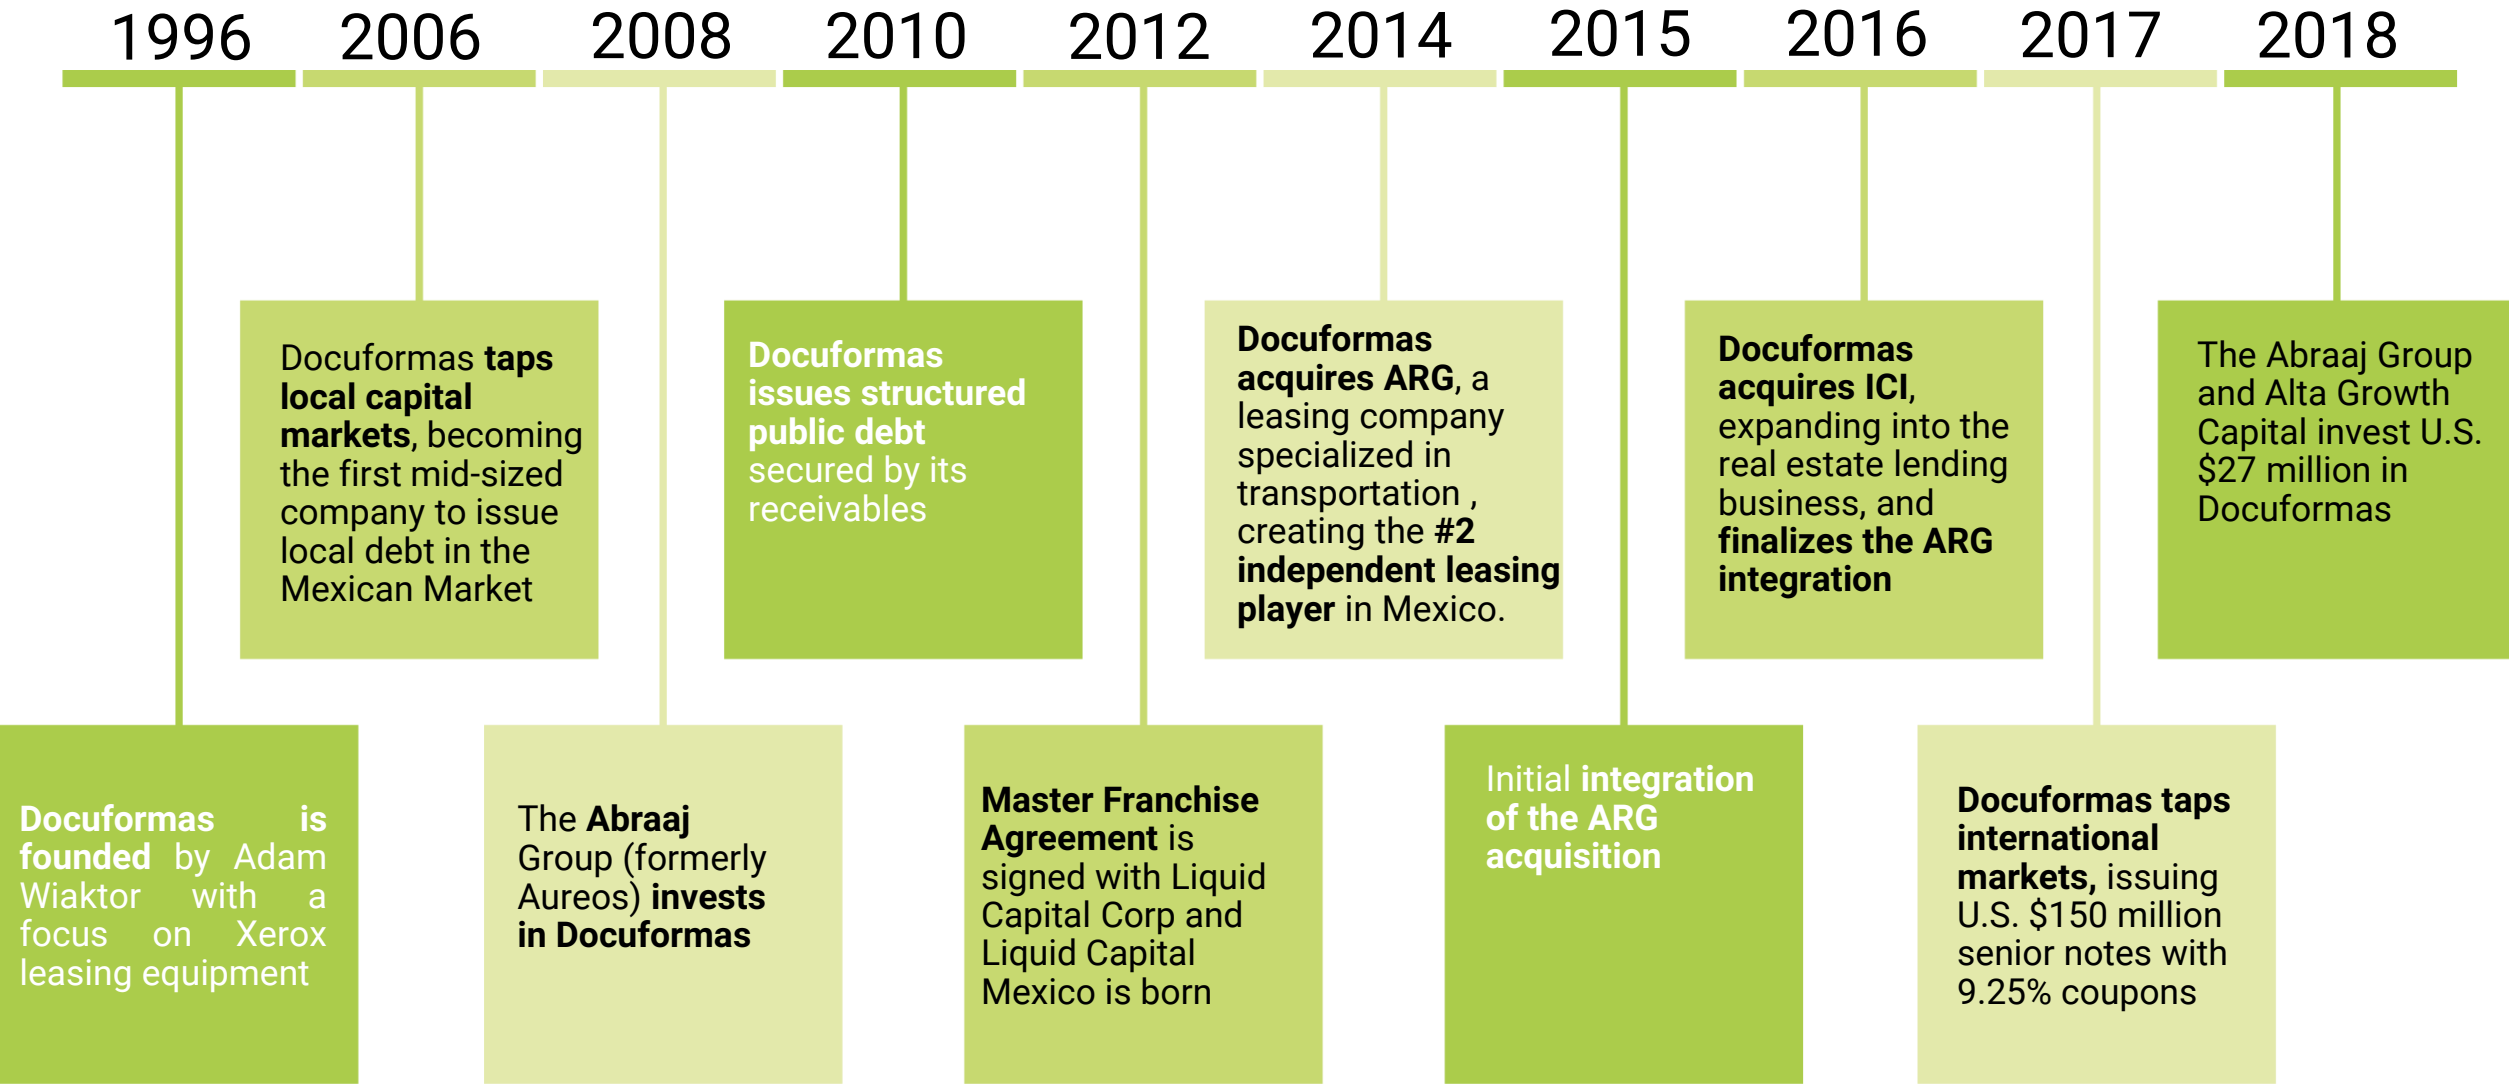 1996
2006
2008
2010
2012
2014
2015
2016
2017
2018
Docuformas taps
local capital
markets, becoming
the first mid-sized
company to issue
local debt in the
Mexican Market
Docuformas
issues structured
public debt
secured by its
receivables
Docuformas
acquires ARG, a
leasing company
specialized in
transportation ,
creating the #2
independent leasing
player in Mexico.
Docuformas
acquires ICI,
expanding into the
real estate lending
business, and
finalizes the ARG
integration
The Abraaj Group
and Alta Growth
Capital invest U.S.
$27 million in
Docuformas
Docuformas is
founded by Adam
Wiaktor with a
focus on Xerox
leasing equipment
The Abraaj
Group (formerly
Aureos) invests
in Docuformas
Master Franchise
Agreement is
signed with Liquid
Capital Corp and
Liquid Capital
Mexico is born
Initial integration
of the ARG
acquisition
Docuformas taps
international
markets, issuing
U.S. $150 million
senior notes with
9.25% coupons